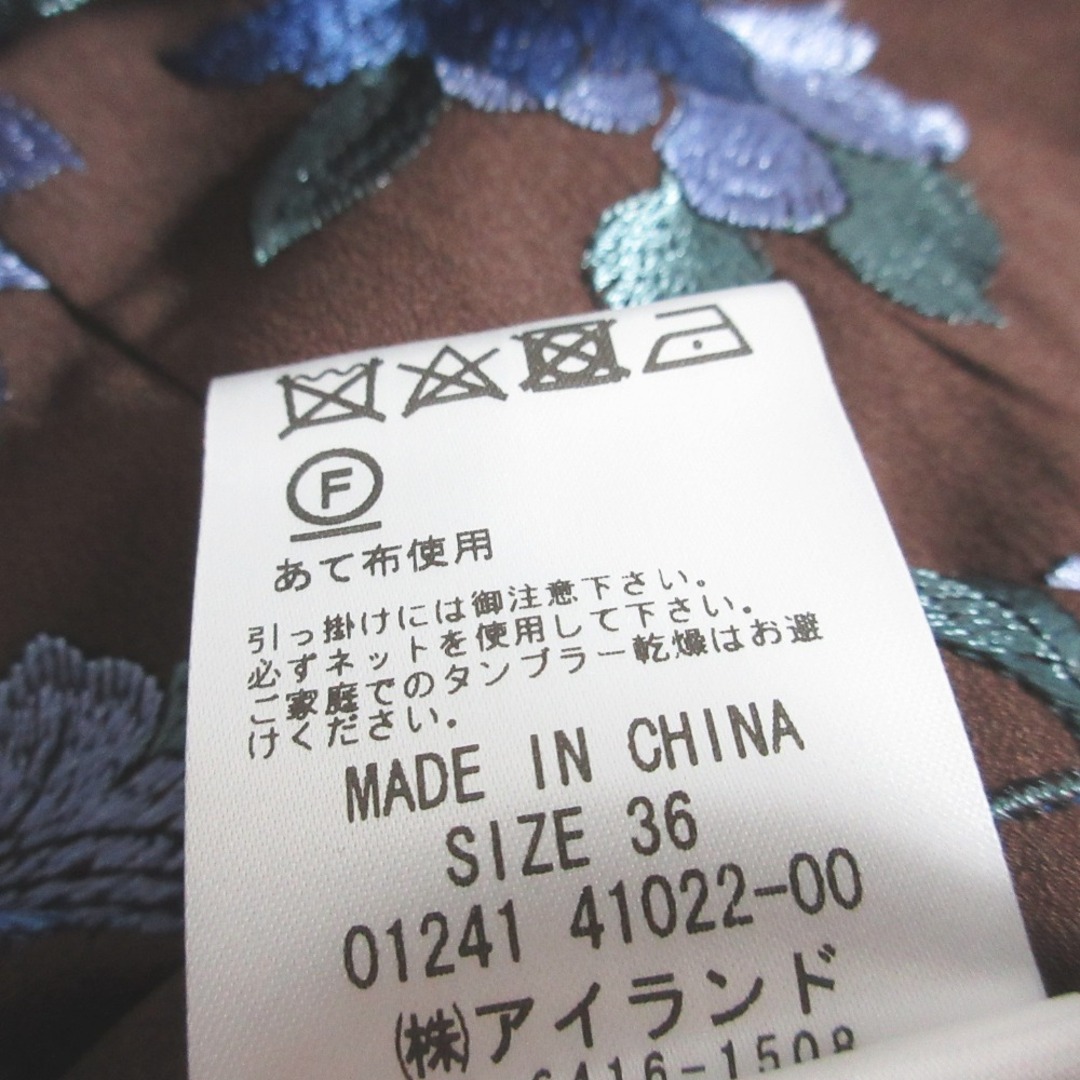 F
あて布使用
引っ掛けには御注意下さい。
必ずネットを使用して下さい。
ご家庭でのタンブラー乾燥はお避
けください。
MADE IN CHINA
SIZE 36
01241 41022-00
(株)アイランド
6416-1508